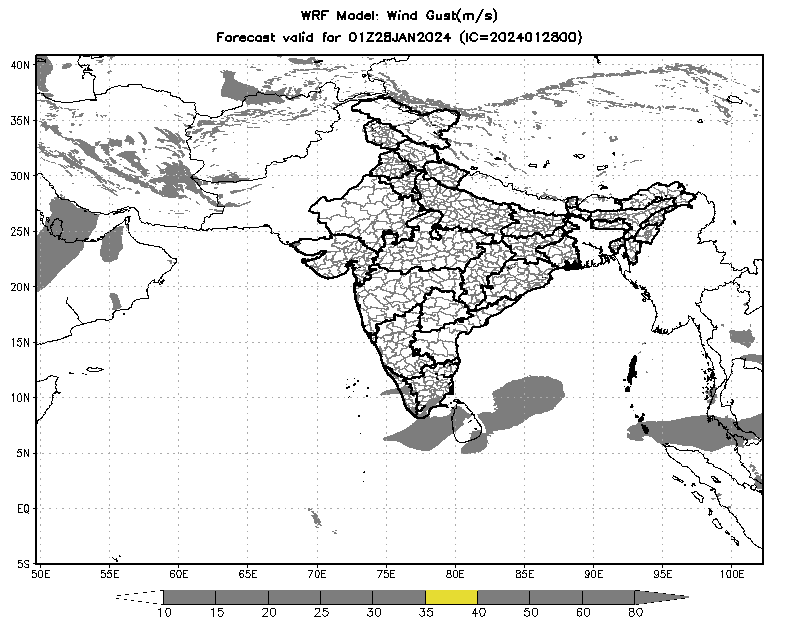 WRF Model: Wind Gust(m/s)
Forecast valid for 01Z28JAN2024 (IC=2024012800)
40N
35N
30N
25N
20N
15N
10N
5N
EQ
5S
50E 55E 60E 65E 70E 75E 80E 85E 90E 95E 100E
10 15 20 25 30 35 40 50 60 80